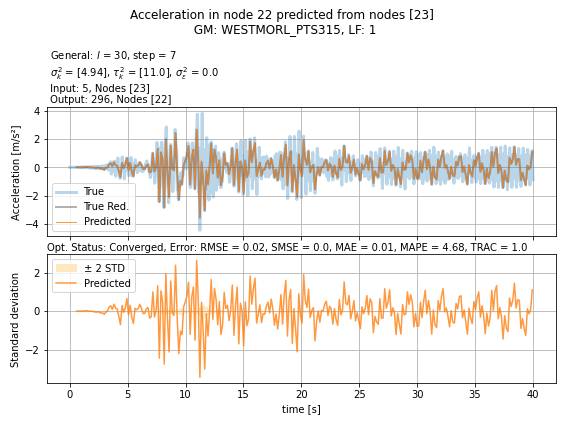 Acceleration in node 22 predicted from nodes [23]
GM: WESTMORL_PTS315, LF: 1
General: l = 30, step = 7
σ²ₖ = [4.94], τ²ₖ = [11.0], σ²ε = 0.0
Input: 5, Nodes [23]
Output: 296, Nodes [22]
4
2
0
−2
−4
Acceleration [m/s²]
True
True Red.
Predicted
Opt. Status: Converged, Error: RMSE = 0.02, SMSE = 0.0, MAE = 0.01, MAPE = 4.68, TRAC = 1.0
2
0
−2
Standard deviation
± 2 STD
Predicted
0 5 10 15 20 25 30 35 40
time [s]